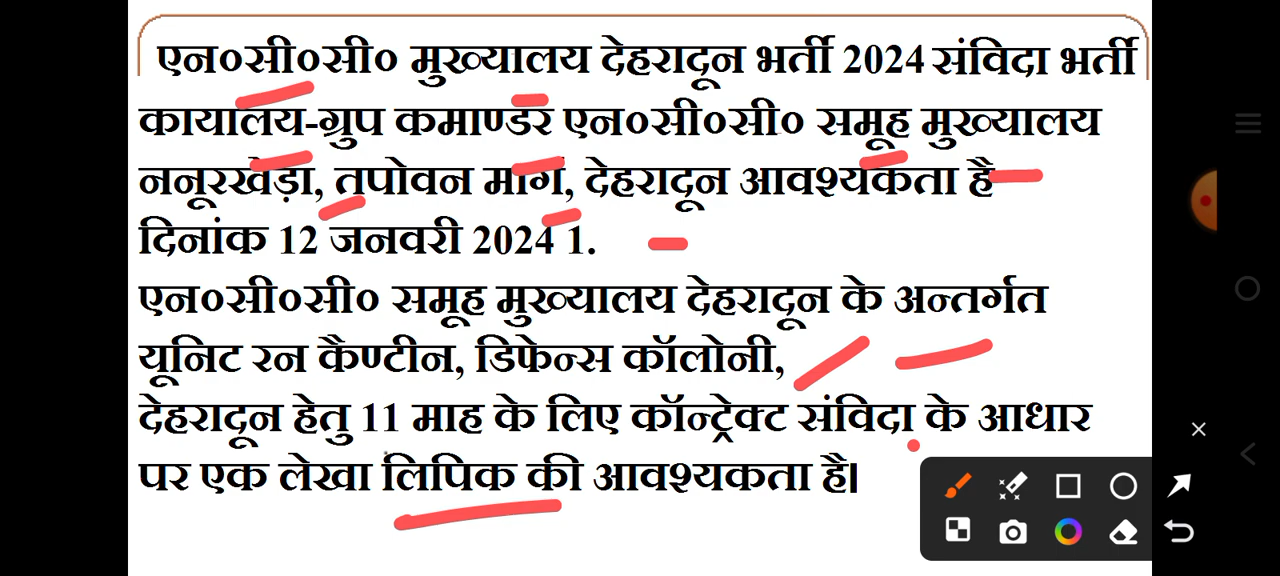 एन०सी०सी० मुख्यालय देहरादून भर्ती 2024 संविदा भर्ती
कायालय-ग्रुप कमाण्डर एन०सी०सी० समूह मुख्यालय
ननूरखेड़ा, तपोवन मार्ग, देहरादून आवश्यकता है
दिनांक 12 जनवरी 2024 1.
एन०सी०सी० समूह मुख्यालय देहरादून के अन्तर्गत
यूनिट रन कैण्टीन, डिफेन्स कॉलोनी,
देहरादून हेतु 11 माह के लिए कॉन्ट्रेक्ट संविदा के आधार
पर एक लेखा लिपिक की आवश्यकता है।